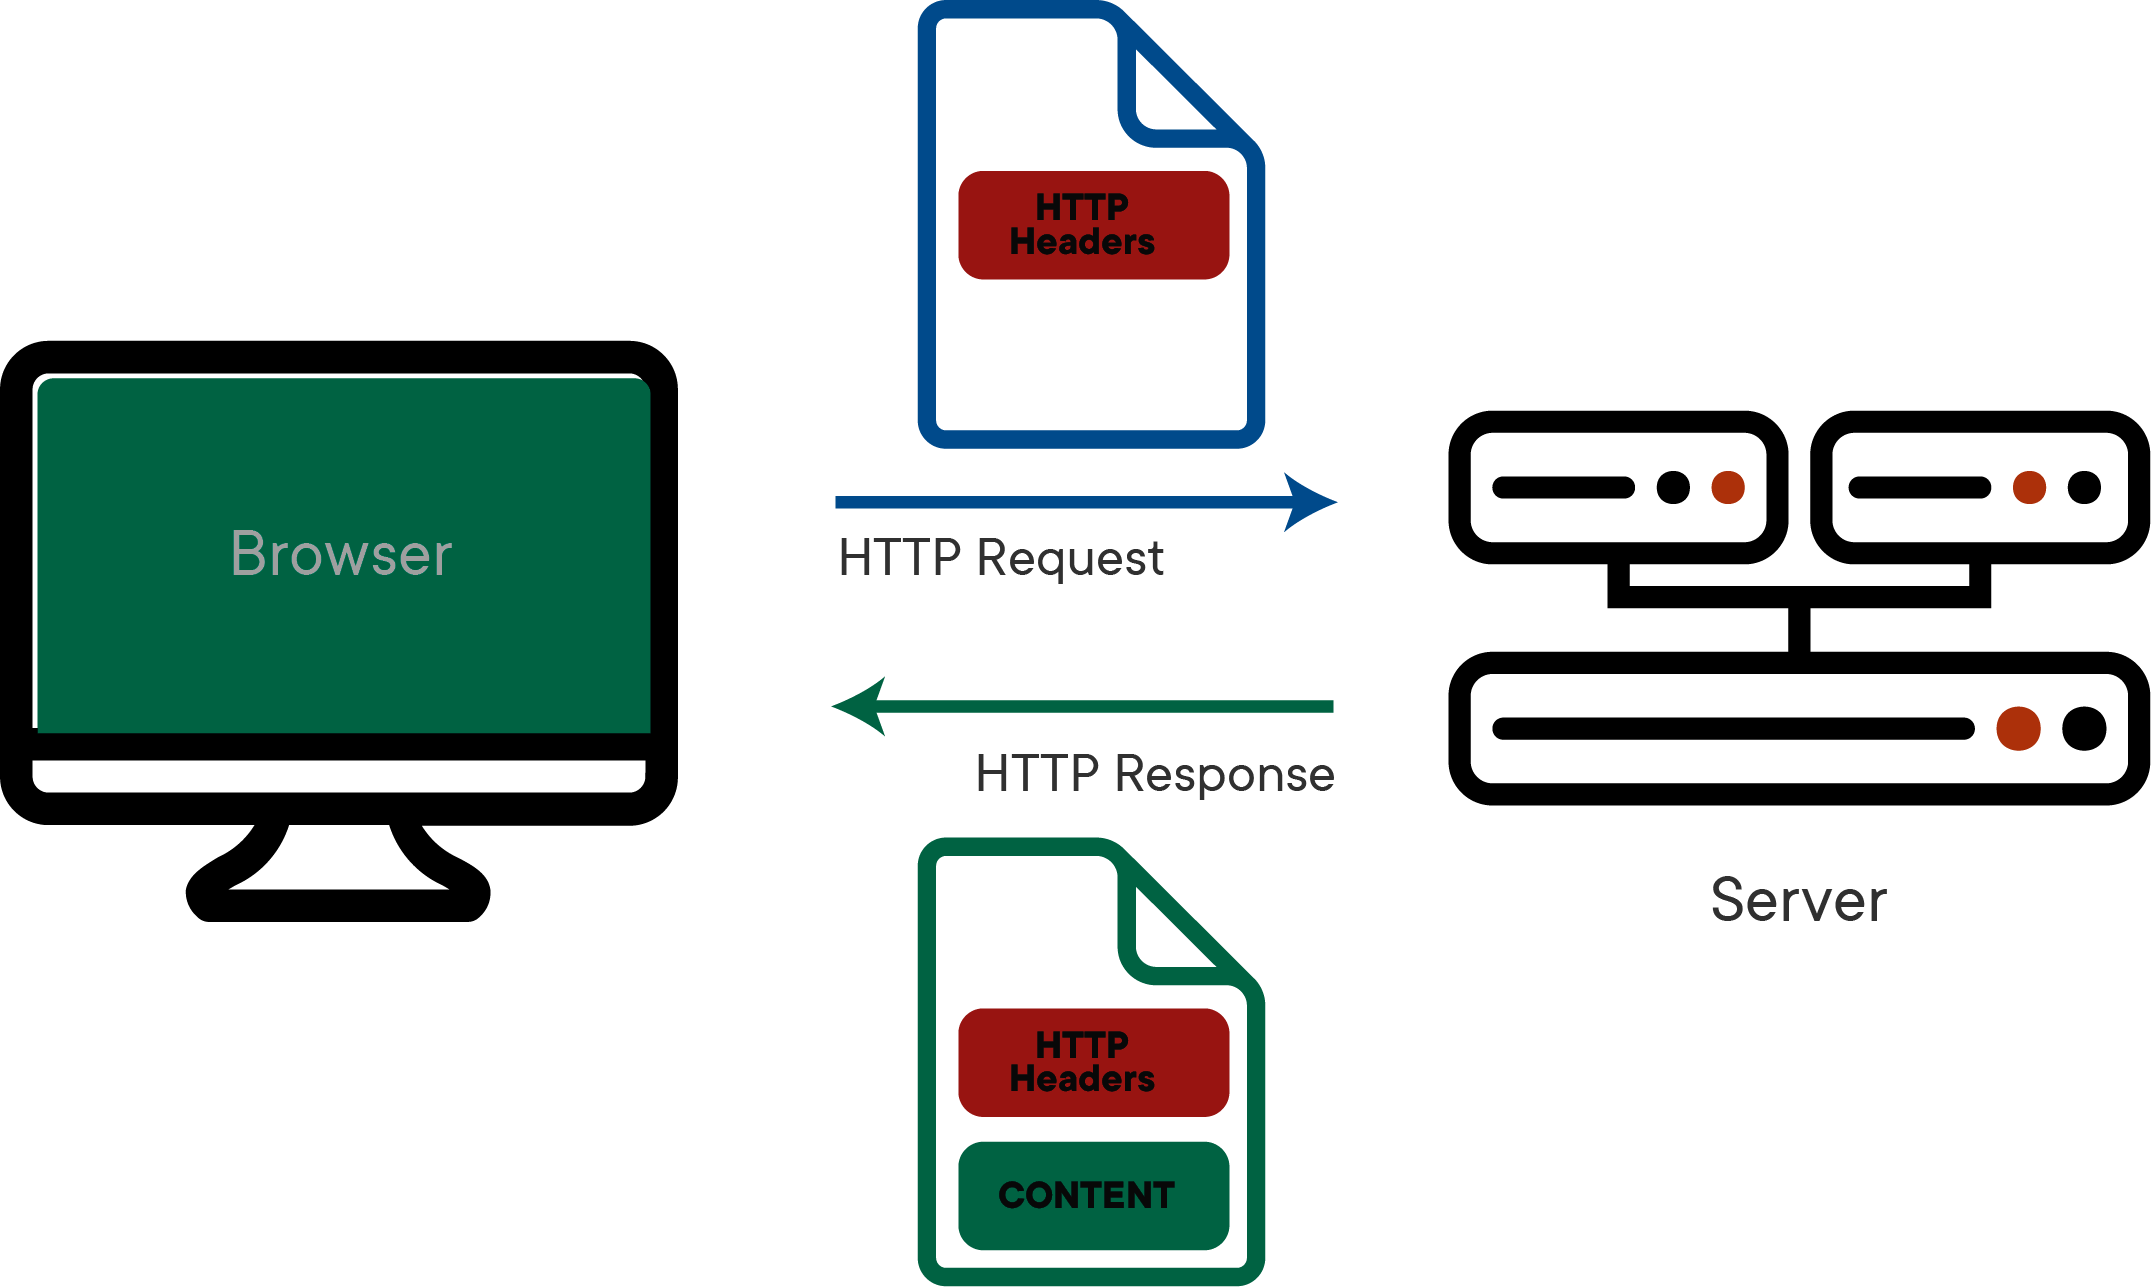 HTTP
Headers
Browser
HTTP Request
HTTP Response
Server
HTTP
Headers
CONTENT